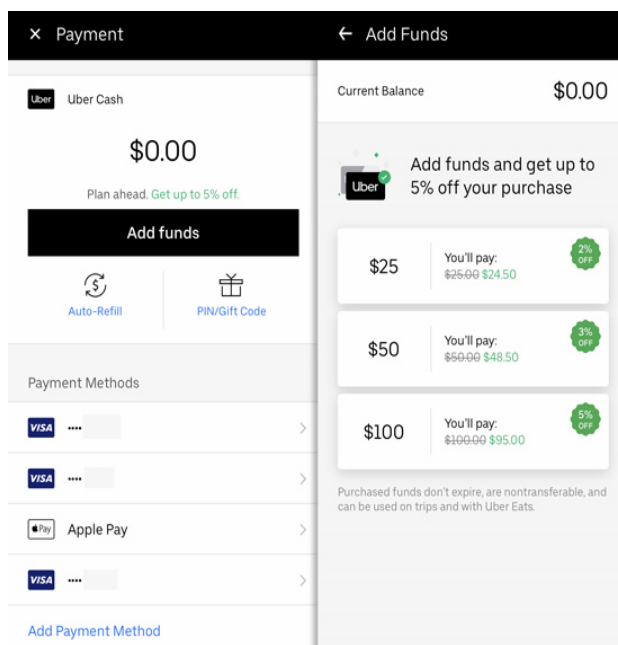 × Payment
Uber Uber Cash
$0.00
Plan ahead. Get up to 5% off.
Add funds
Auto-Refill PIN/Gift Code
Payment Methods
VISA ••••
VISA ••••
Pay Apple Pay
VISA ••••
Add Payment Method
← Add Funds
Current Balance $0.00
Uber
Add funds and get up to
5% off your purchase
$25
You'll pay:
$25.00 $24.50
2%
OFF
$50
You'll pay:
$50.00 $48.50
3%
OFF
$100
You'll pay:
$100.00 $95.00
5%
OFF
Purchased funds don't expire, are nontransferable, and
can be used on trips and with Uber Eats.